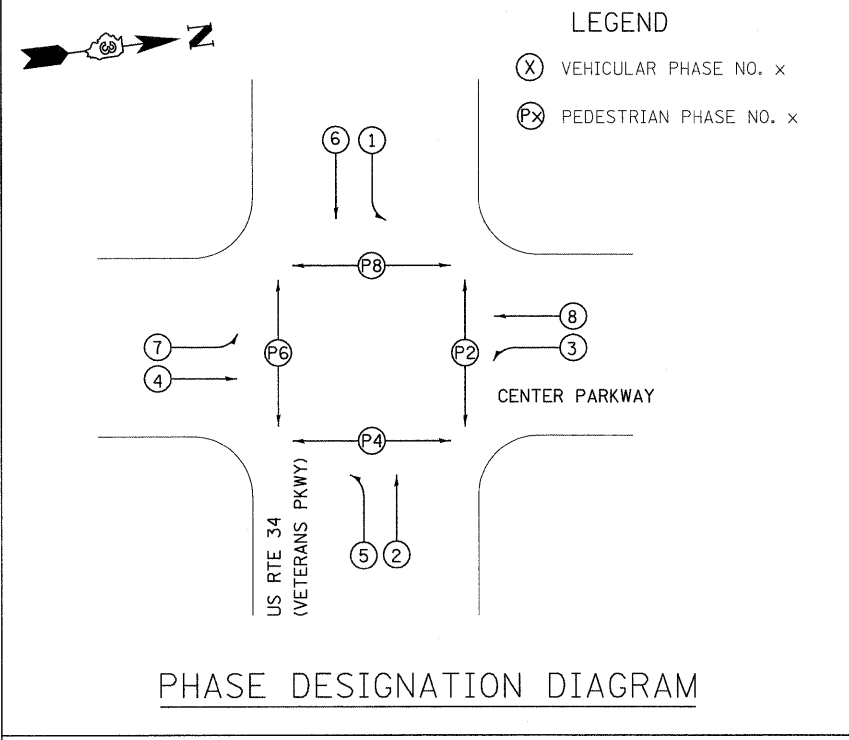 LEGEND
N
X VEHICULAR PHASE NO. x
Px PEDESTRIAN PHASE NO. x
6 1
P8
8
7 P6 P2 3
4
CENTER PARKWAY
P4
US RTE 34
(VETERANS PKWY)
5 2
PHASE DESIGNATION DIAGRAM